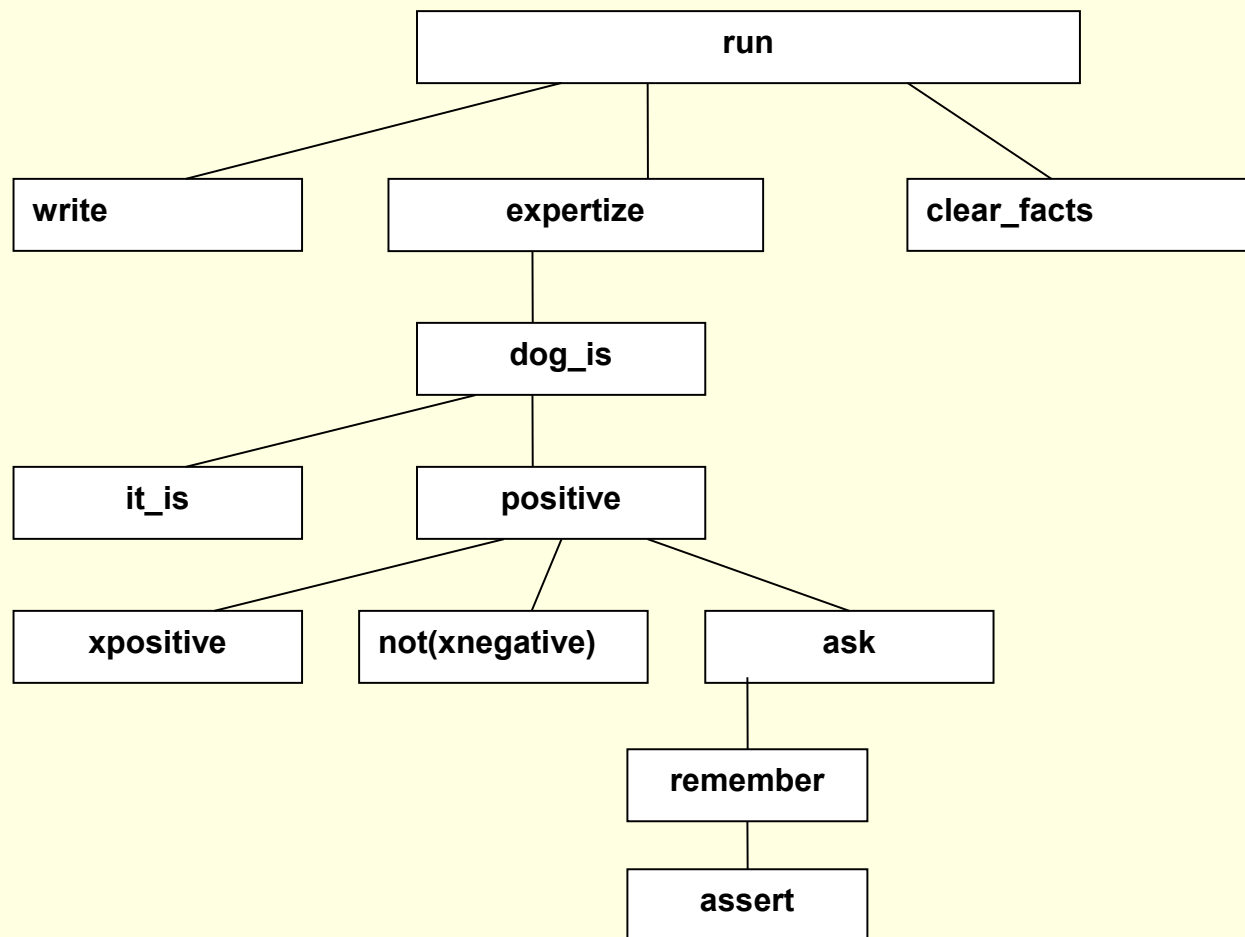 run
write
expertize
clear_facts
dog_is
it_is
positive
xpositive
not(xnegative)
ask
remember
assert